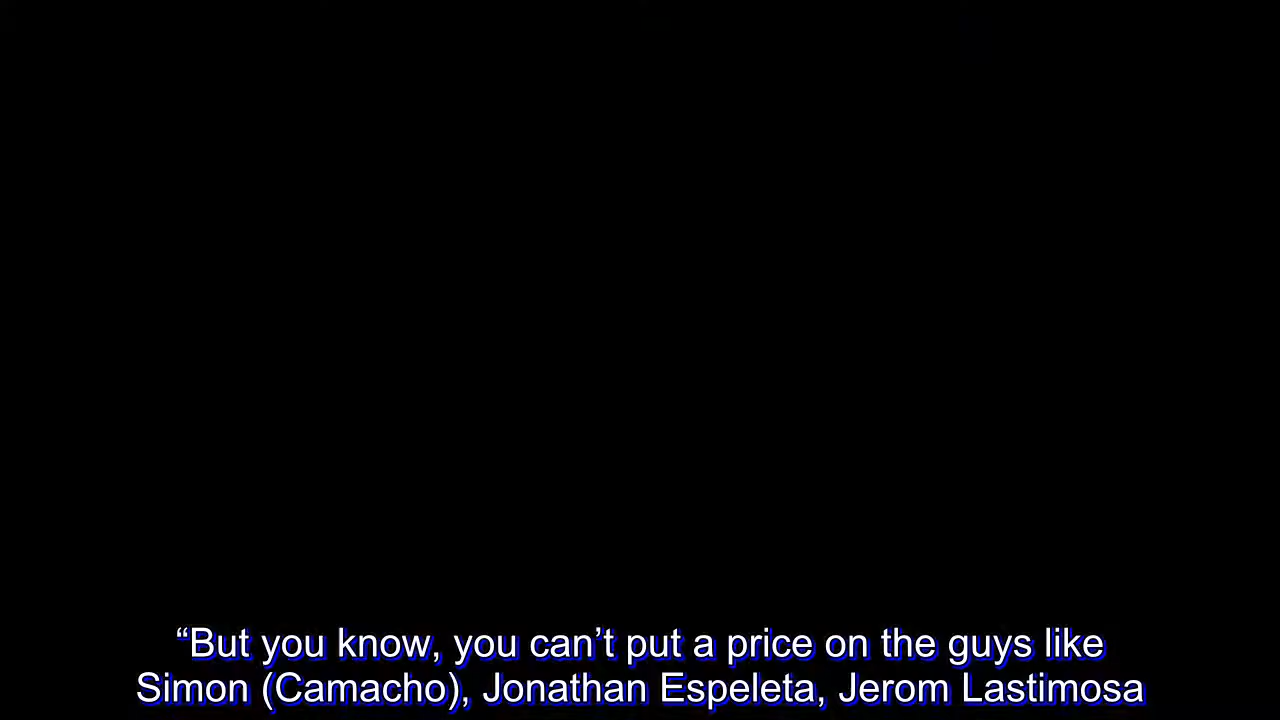 “But you know, you can’t put a price on the guys like
Simon (Camacho), Jonathan Espeleta, Jerom Lastimosa